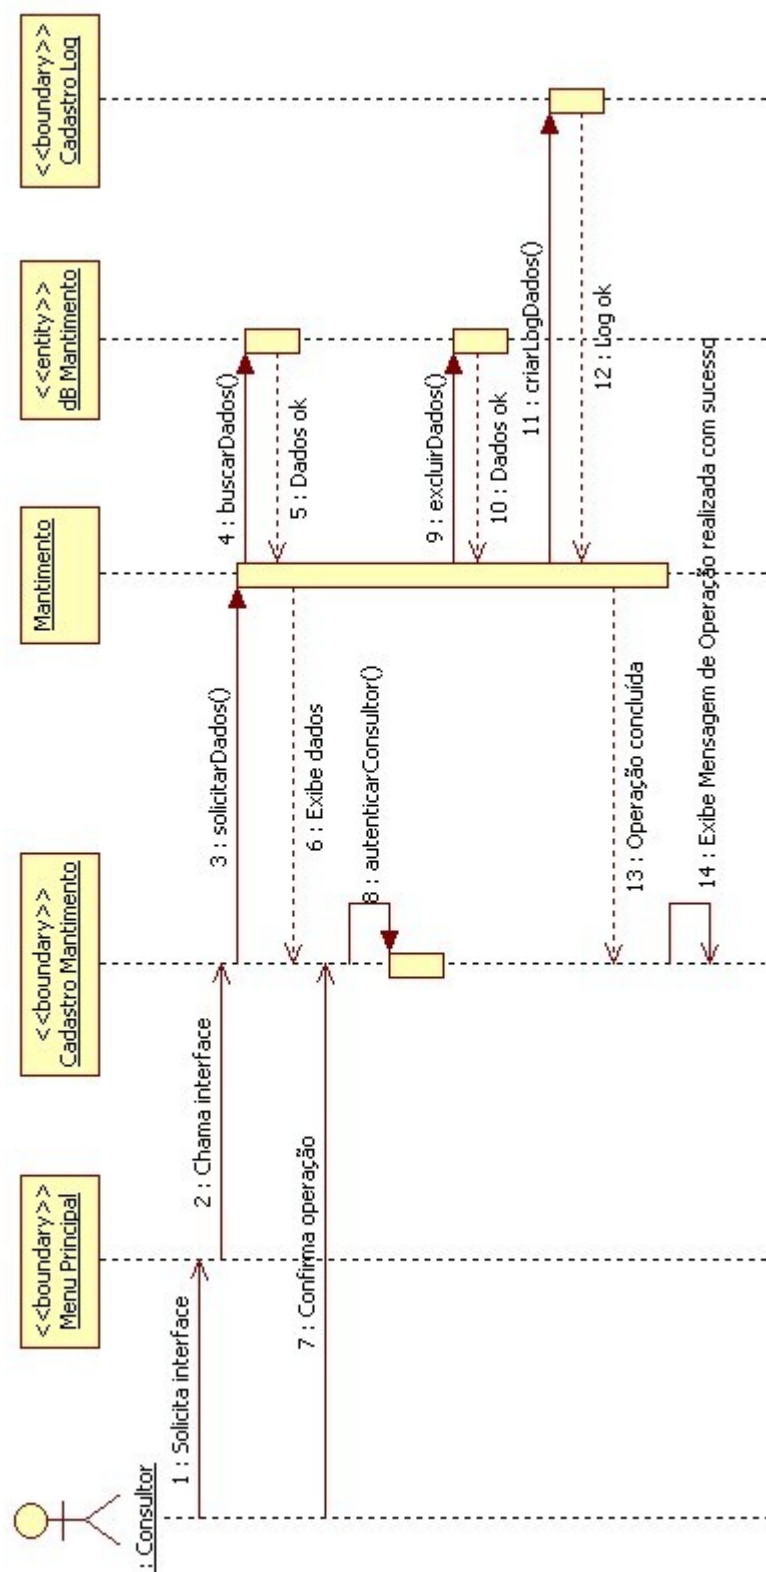 : Consultor
<<boundary>>
Menu Principal
<<boundary>>
Cadastro Mantimento
Mantimento
<<entity>>
dB Mantimento
<<boundary>>
Cadastro Log
1 : Solicita interface
2 : Chama interface
3 : solicitarDados()
4 : buscarDados()
5 : Dados ok
6 : Exibe dados
7 : Confirma operação
8 : autenticarConsultor()
9 : excluirDados()
10 : Dados ok
11 : criarLogDados()
12 : Log ok
13 : Operação concluída
14 : Exibe Mensagem de Operação realizada com sucesso